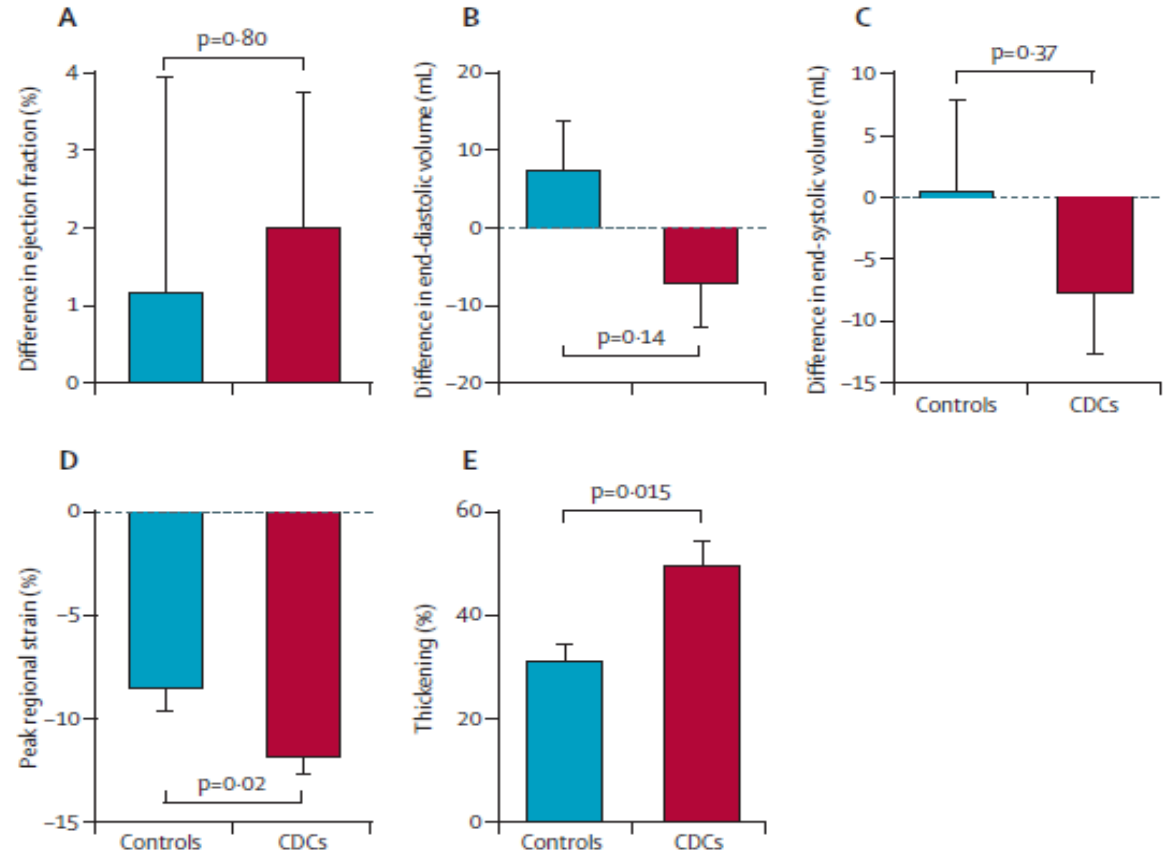 A
p=0·80
Difference in ejection fraction (%)
4
3
2
1
0
B
Difference in end-diastolic volume (mL)
20
10
0
–10
–20
p=0·14
C
p=0·37
Difference in end-systolic volume (mL)
10
5
0
–5
–10
–15
Controls CDCs
D
Peak regional strain (%)
0
–5
–10
–15
p=0·02
Controls CDCs
E
p=0·015
Thickening (%)
60
40
20
0
Controls CDCs